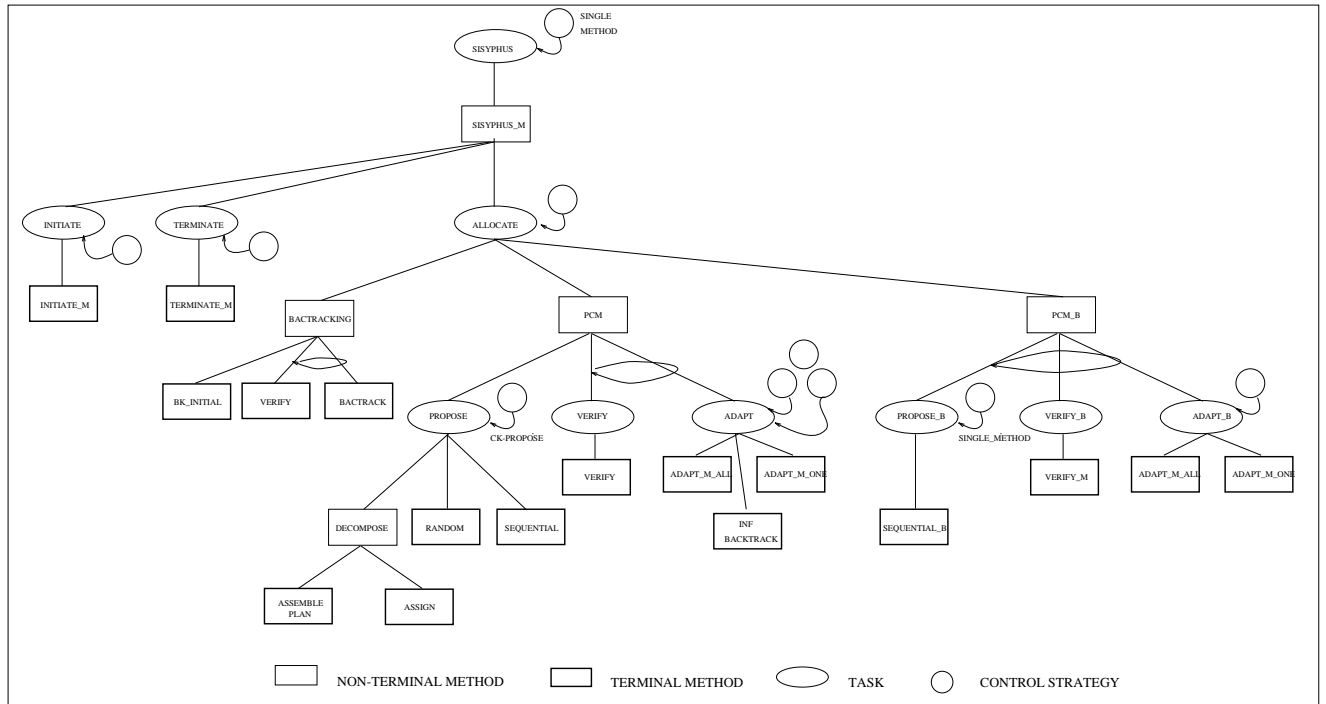 SINGLE
METHOD
SISYPHUS
SISYPHUS_M
INITIATE
TERMINATE
ALLOCATE
INITIATE_M
TERMINATE_M
BACTRACKING
PCM
PCM_B
BK_INITIAL
VERIFY
BACTRACK
PROPOSE
CK-PROPOSE
VERIFY
ADAPT
PROPOSE_B
SINGLE_METHOD
VERIFY_B
ADAPT_B
VERIFY
ADAPT_M_ALL
ADAPT_M_ONE
VERIFY_M
ADAPT_M_ALL
ADAPT_M_ONE
DECOMPOSE
RANDOM
SEQUENTIAL
INF
BACKTRACK
SEQUENTIAL_B
ASSEMBLE
PLAN
ASSIGN
NON-TERMINAL METHOD
TERMINAL METHOD
TASK
CONTROL STRATEGY